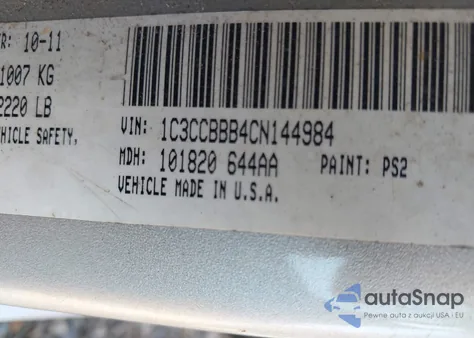 R: 10-11
1007 KG
2220 LB
EHICLE SAFETY,
VIN: 1C3CCBBB4CN144984
MDH: 101820 644AA PAINT: PS2
VEHICLE MADE IN U.S.A.
autoSnap
Pewne auta z aukcji USA i EU